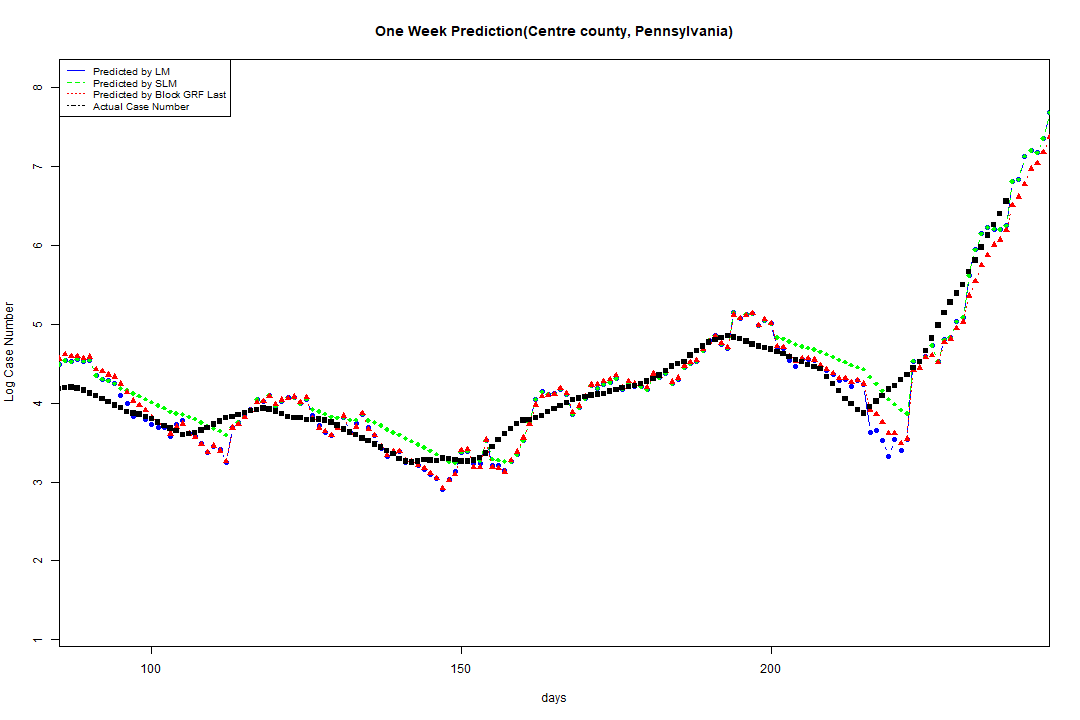 One Week Prediction(Centre county, Pennsylvania)
Predicted by LM
Predicted by SLM
Predicted by Block GRF Last
Actual Case Number
Log Case Number
8
7
6
5
4
3
2
1
100 150 200
days